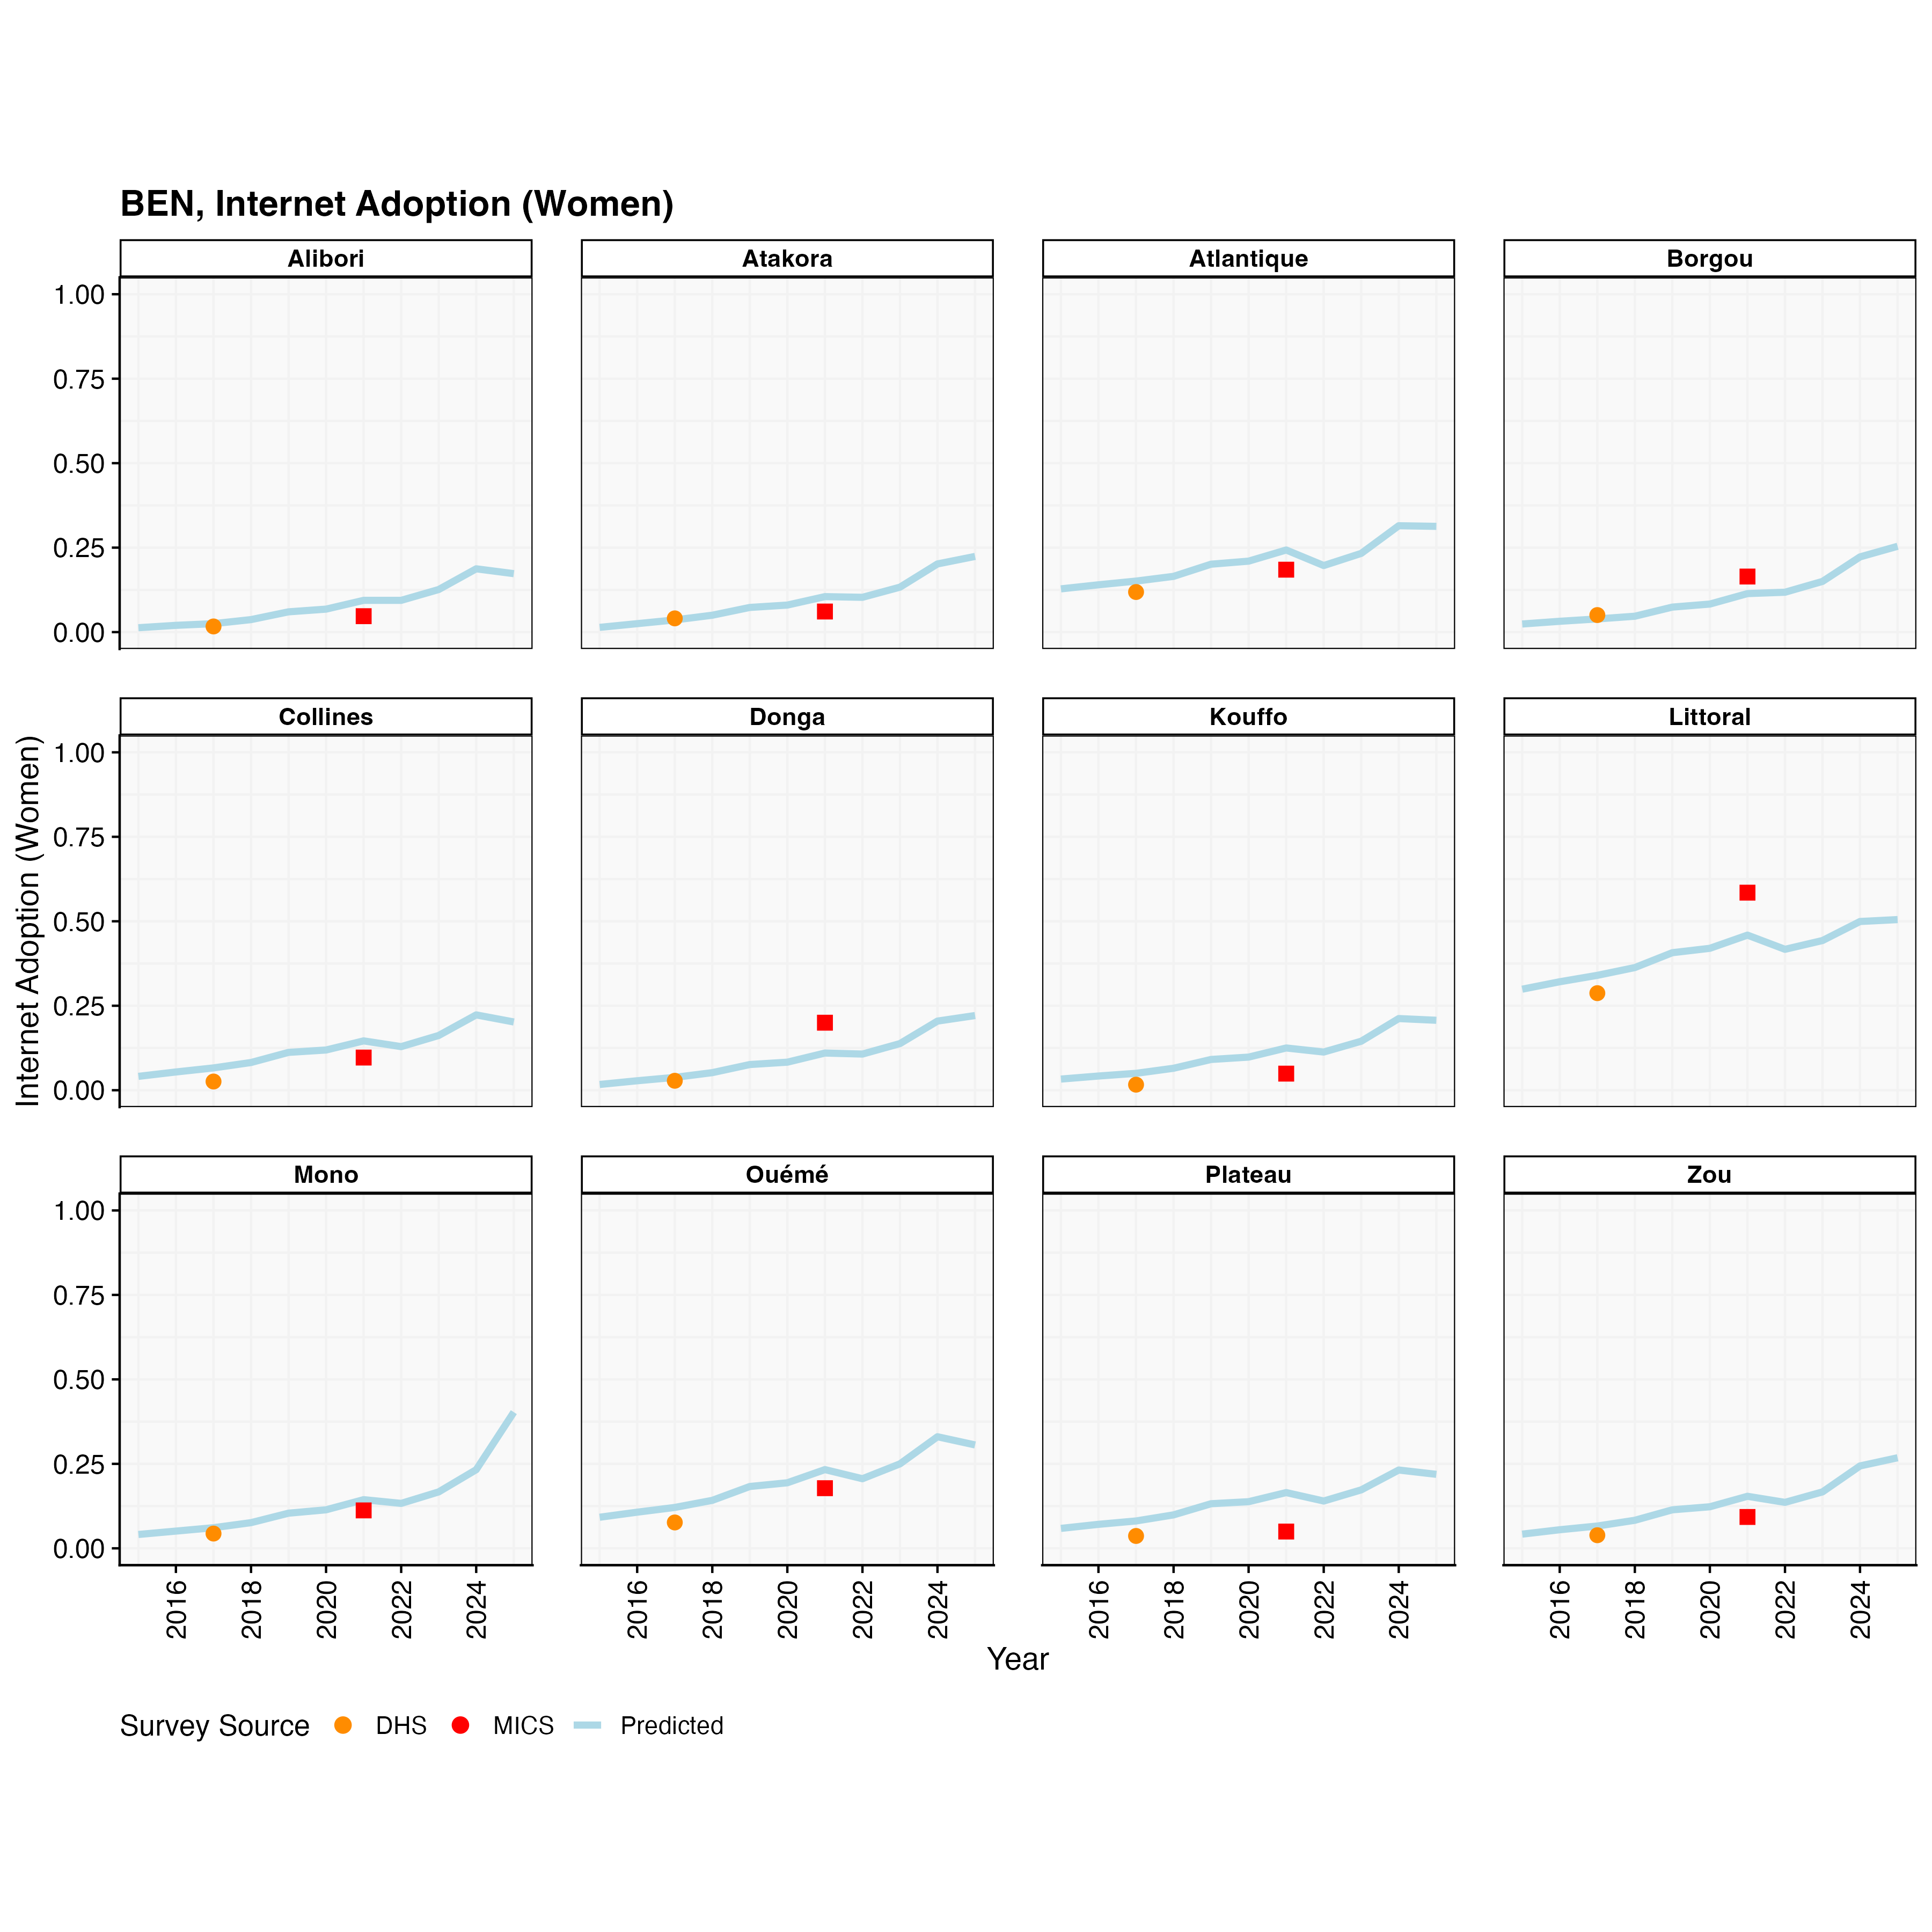 BEN, Internet Adoption (Women)
Alibori
Atakora
Atlantique
Borgou
1.00
0.75
0.50
0.25
0.00
Collines
Donga
Kouffo
Littoral
Internet Adoption (Women)
1.00
0.75
0.50
0.25
0.00
Mono
Ouémé
Plateau
Zou
1.00
0.75
0.50
0.25
0.00
2016 2018 2020 2022 2024
2016 2018 2020 2022 2024
2016 2018 2020 2022 2024
2016 2018 2020 2022 2024
Year
Survey Source DHS MICS Predicted